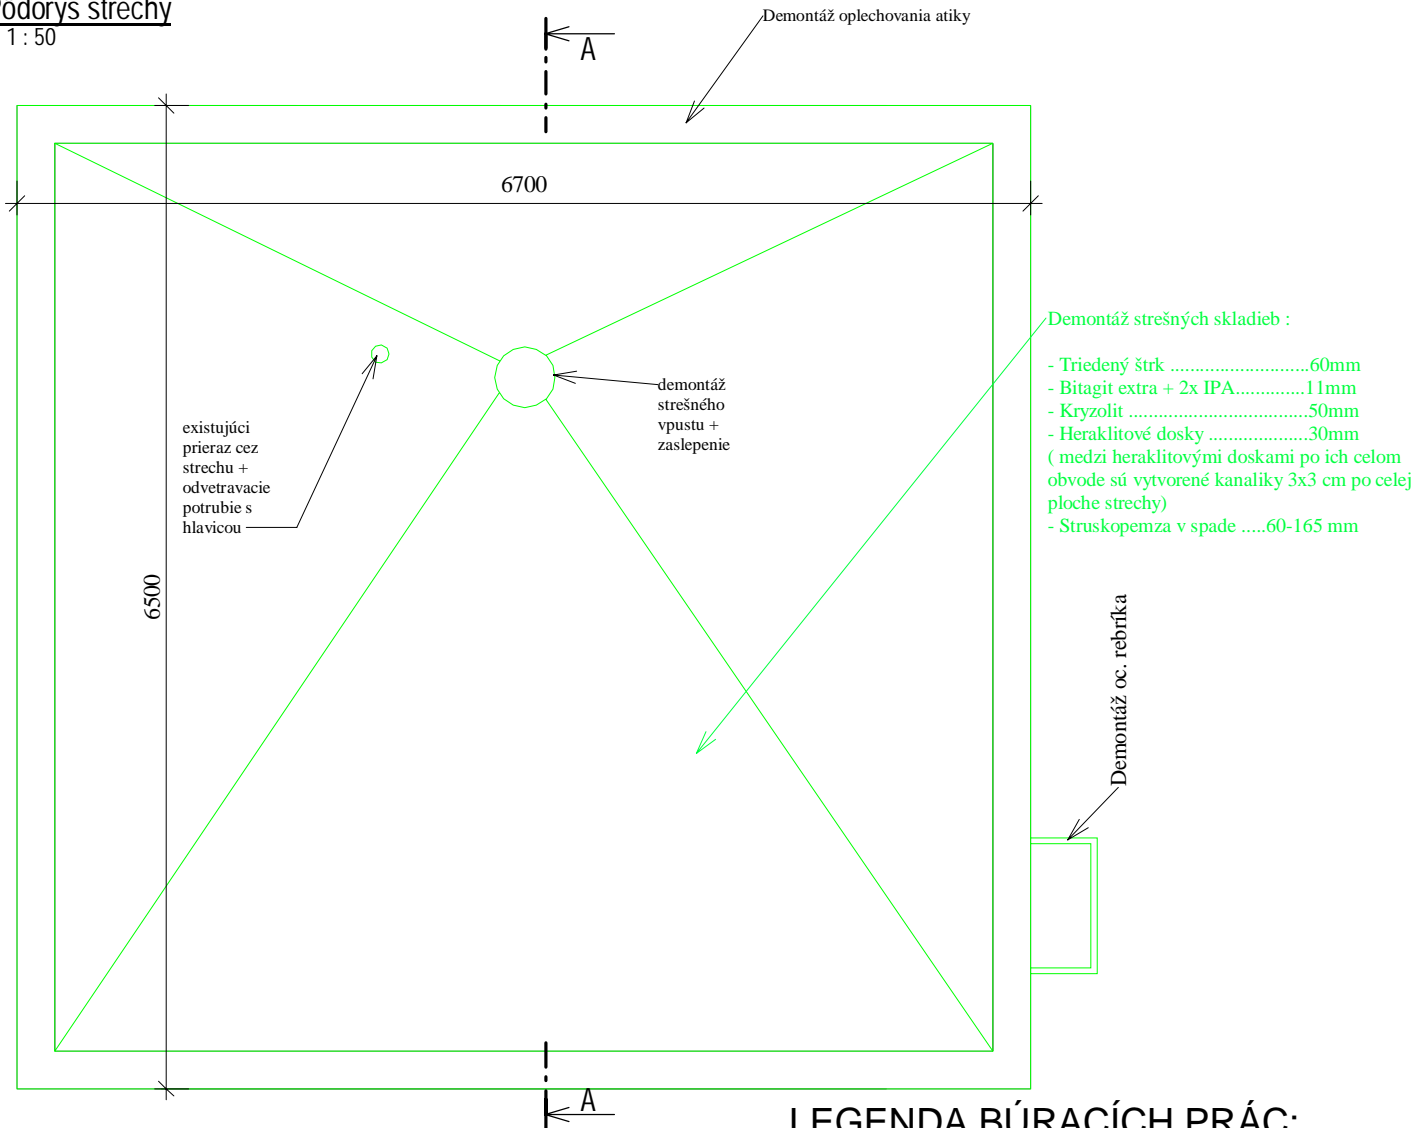 Podorys strechy
1 : 50
Demontáž oplechovania atiky
A
6700
6500
existujúci
prieraz cez
strechu +
odvetravacie
potrubie s
hlavicou
demontáž
strešného
vpustu +
zaslepenie
Demontáž strešných skladieb :
- Triedený štrk ............................60mm
- Bitagit extra + 2x IPA..............11mm
- Kryzolit ....................................50mm
- Heraklitové dosky ....................30mm
( medzi heraklitovými doskami po ich celom
obvode sú vytvorené kanaliky 3x3 cm po celej
ploche strechy)
- Struskopemza v spade .....60-165 mm
Demontáž oc. rebríka
A
LEGENDA BÚRACÍCH PRÁC: